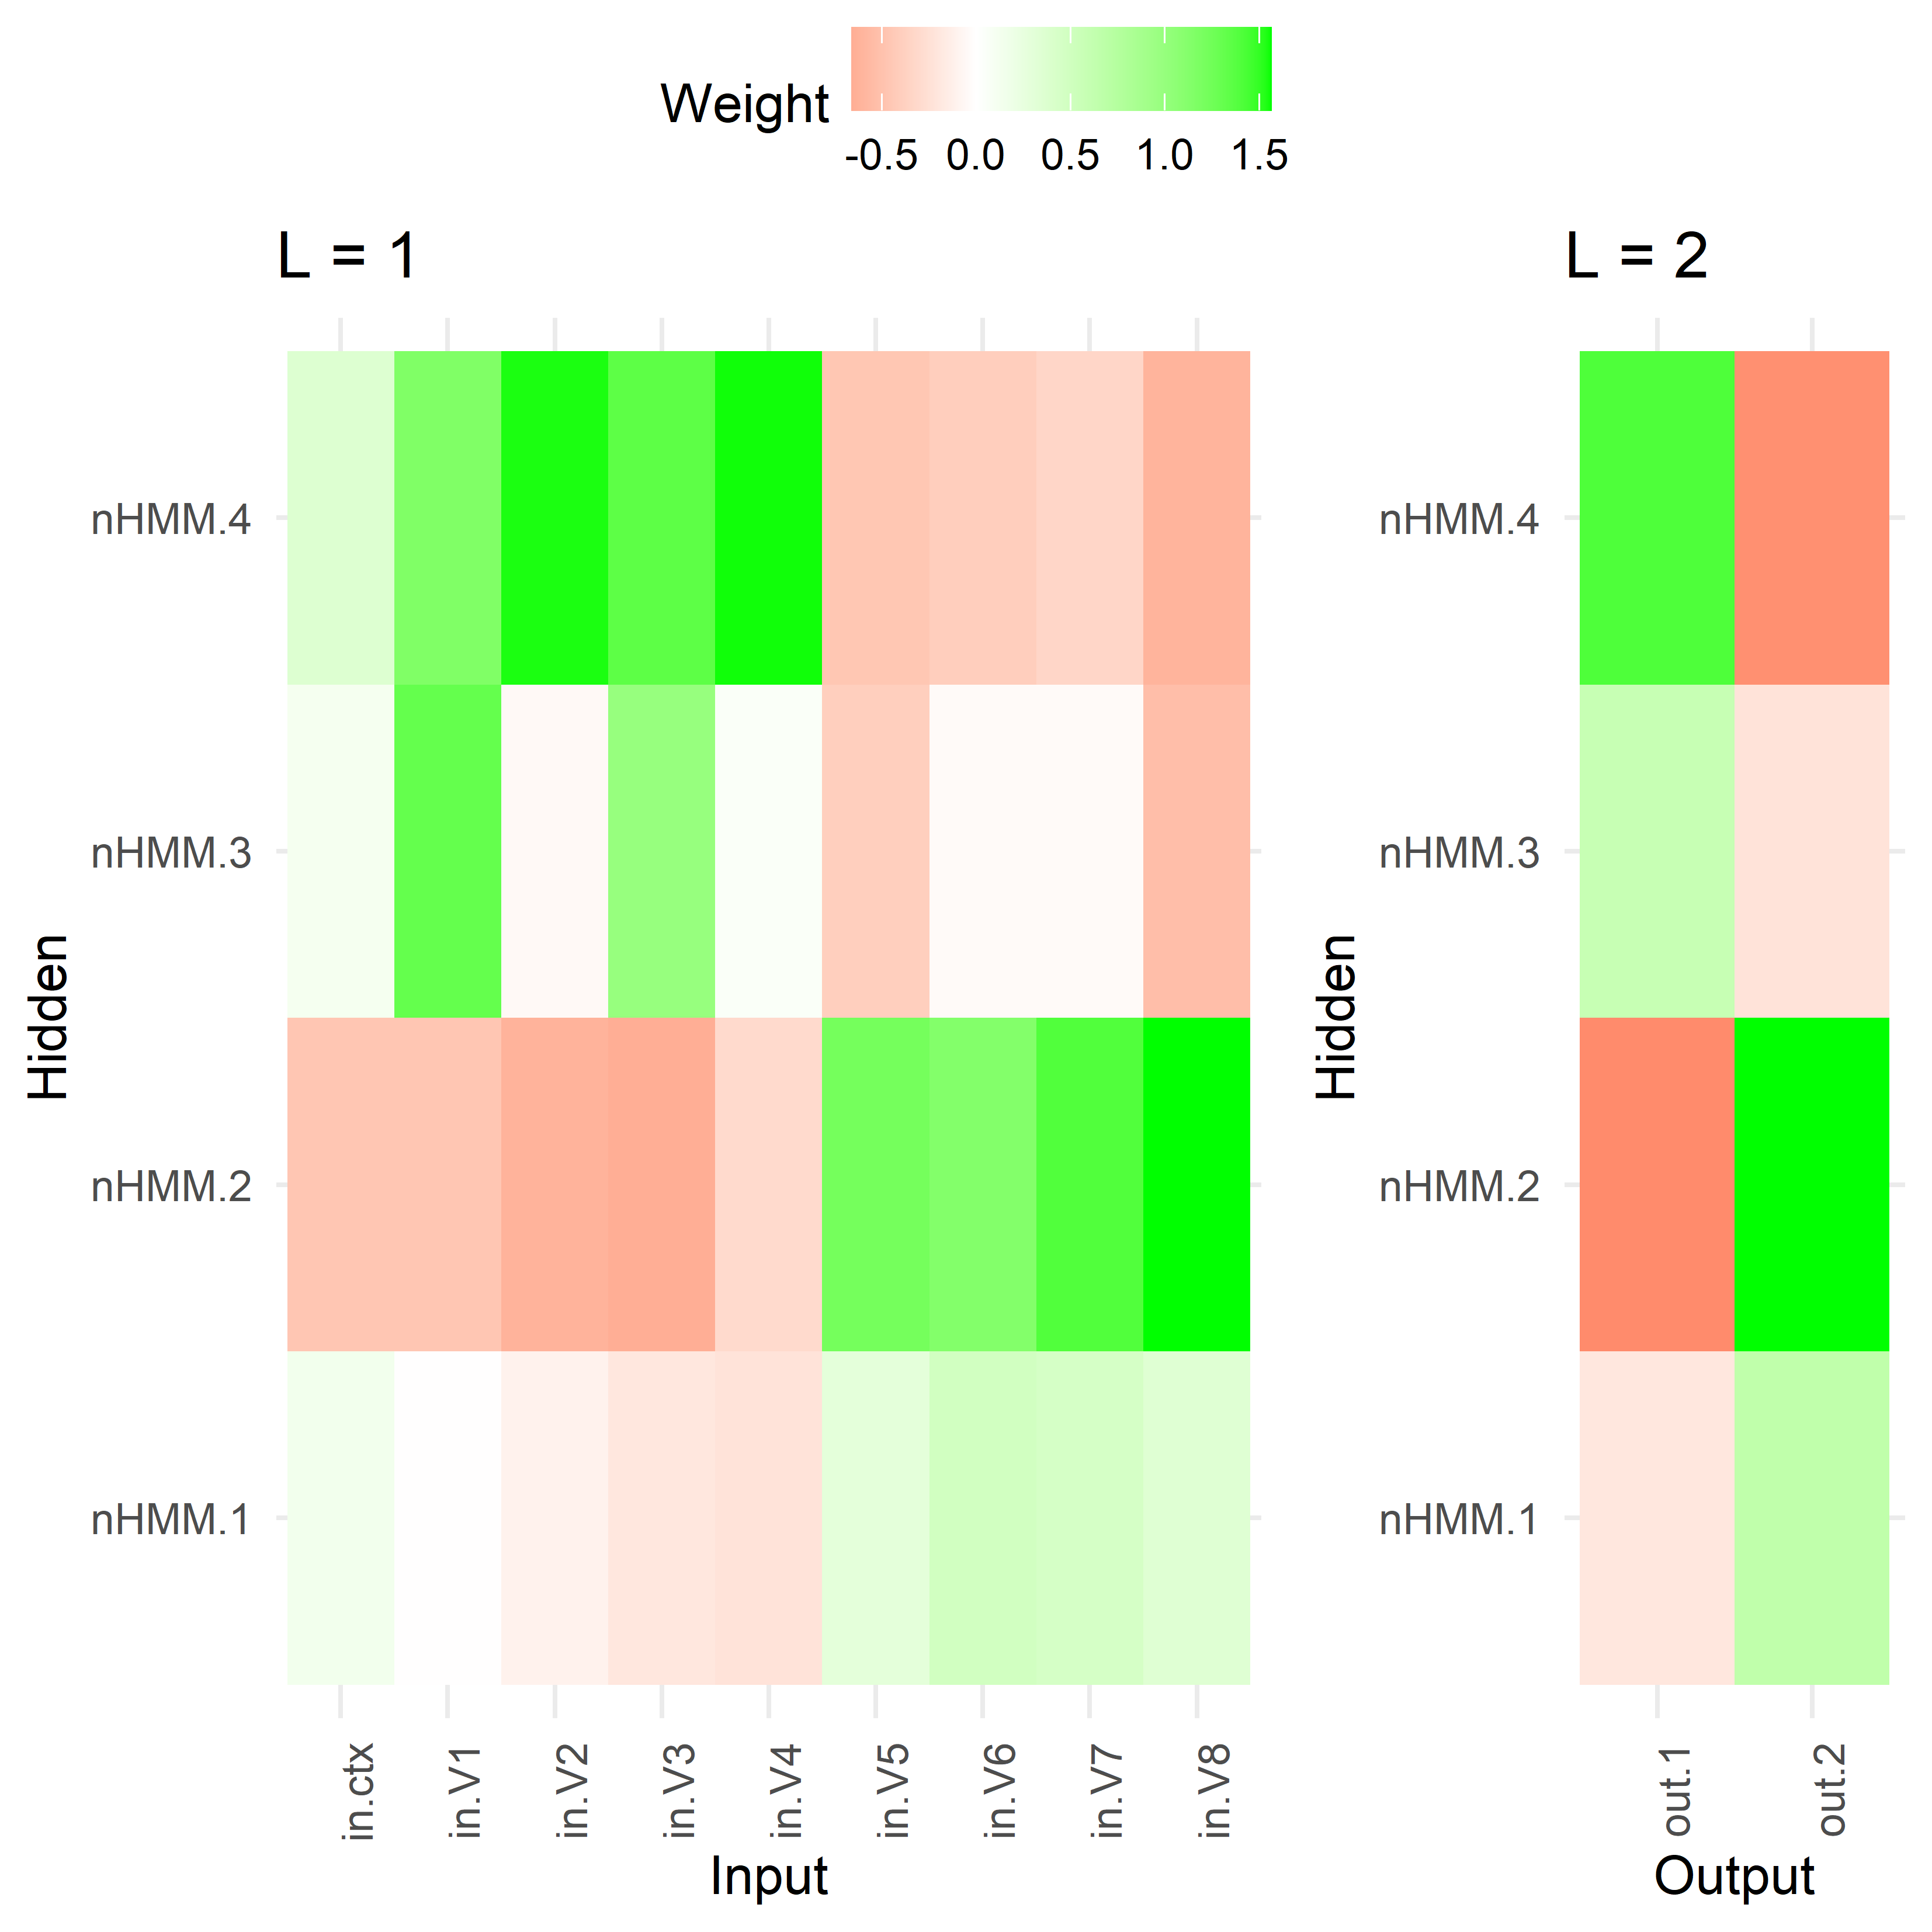 Weight
-0.5 0.0 0.5 1.0 1.5
L = 1
Hidden
nHMM.4
nHMM.3
nHMM.2
nHMM.1
in.ctx in.V1 in.V2 in.V3 in.V4 in.V5 in.V6 in.V7 in.V8
Input
L = 2
Hidden
nHMM.4
nHMM.3
nHMM.2
nHMM.1
out.1 out.2
Output